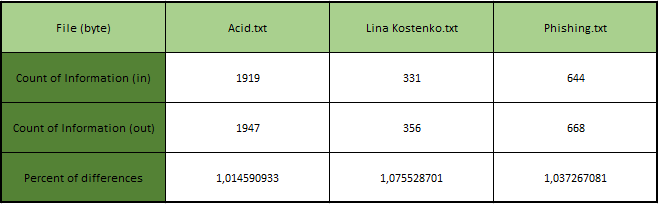 File (byte) Acid.txt Lina Kostenko.txt Phishing.txt
Count of Information (in) 1919 331 644
Count of Information (out) 1947 356 668
Percent of differences 1,014590933 1,075528701 1,037267081